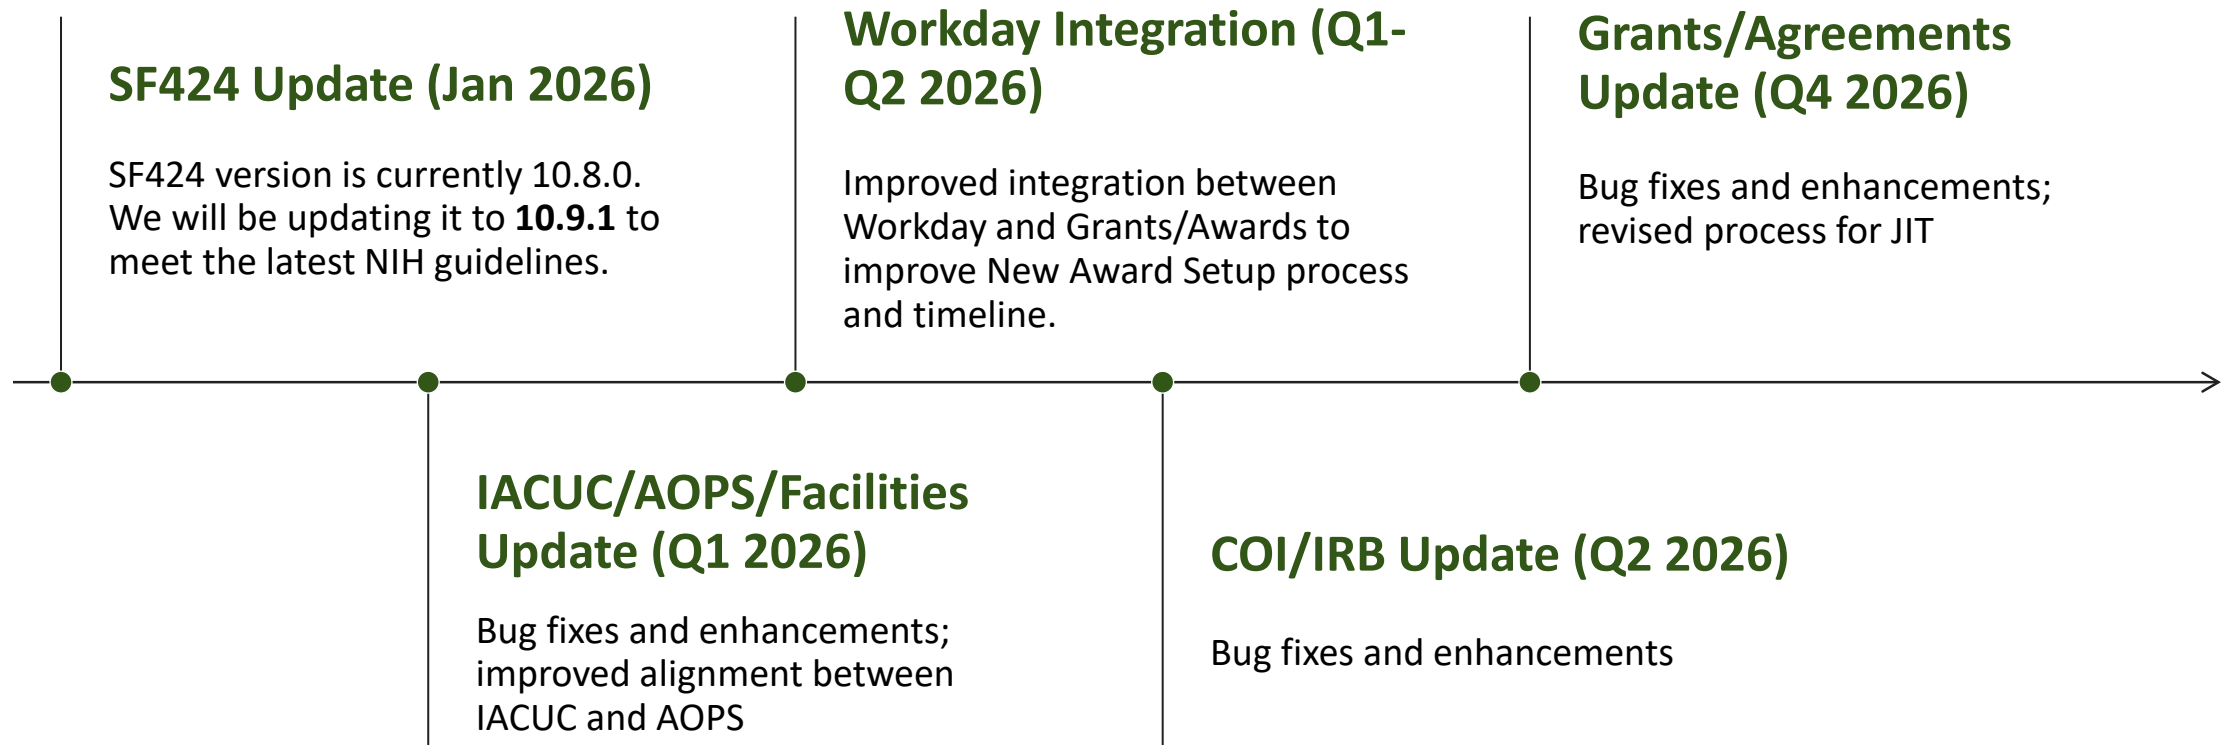 SF424 Update (Jan 2026)
SF424 version is currently 10.8.0.
We will be updating it to 10.9.1 to
meet the latest NIH guidelines.
IACUC/AOPS/Facilities
Update (Q1 2026)
Bug fixes and enhancements;
improved alignment between
IACUC and AOPS
Workday Integration (Q1-
Q2 2026)
Improved integration between
Workday and Grants/Awards to
improve New Award Setup process
and timeline.
COI/IRB Update (Q2 2026)
Bug fixes and enhancements
Grants/Agreements
Update (Q4 2026)
Bug fixes and enhancements;
revised process for JIT